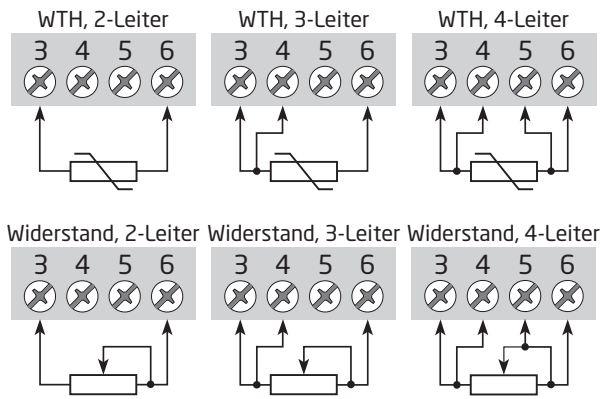 WTH, 2-Leiter WTH, 3-Leiter WTH, 4-Leiter
3 4 5 6 3 4 5 6 3 4 5 6
Widerstand, 2-Leiter Widerstand, 3-Leiter Widerstand, 4-Leiter
3 4 5 6 3 4 5 6 3 4 5 6